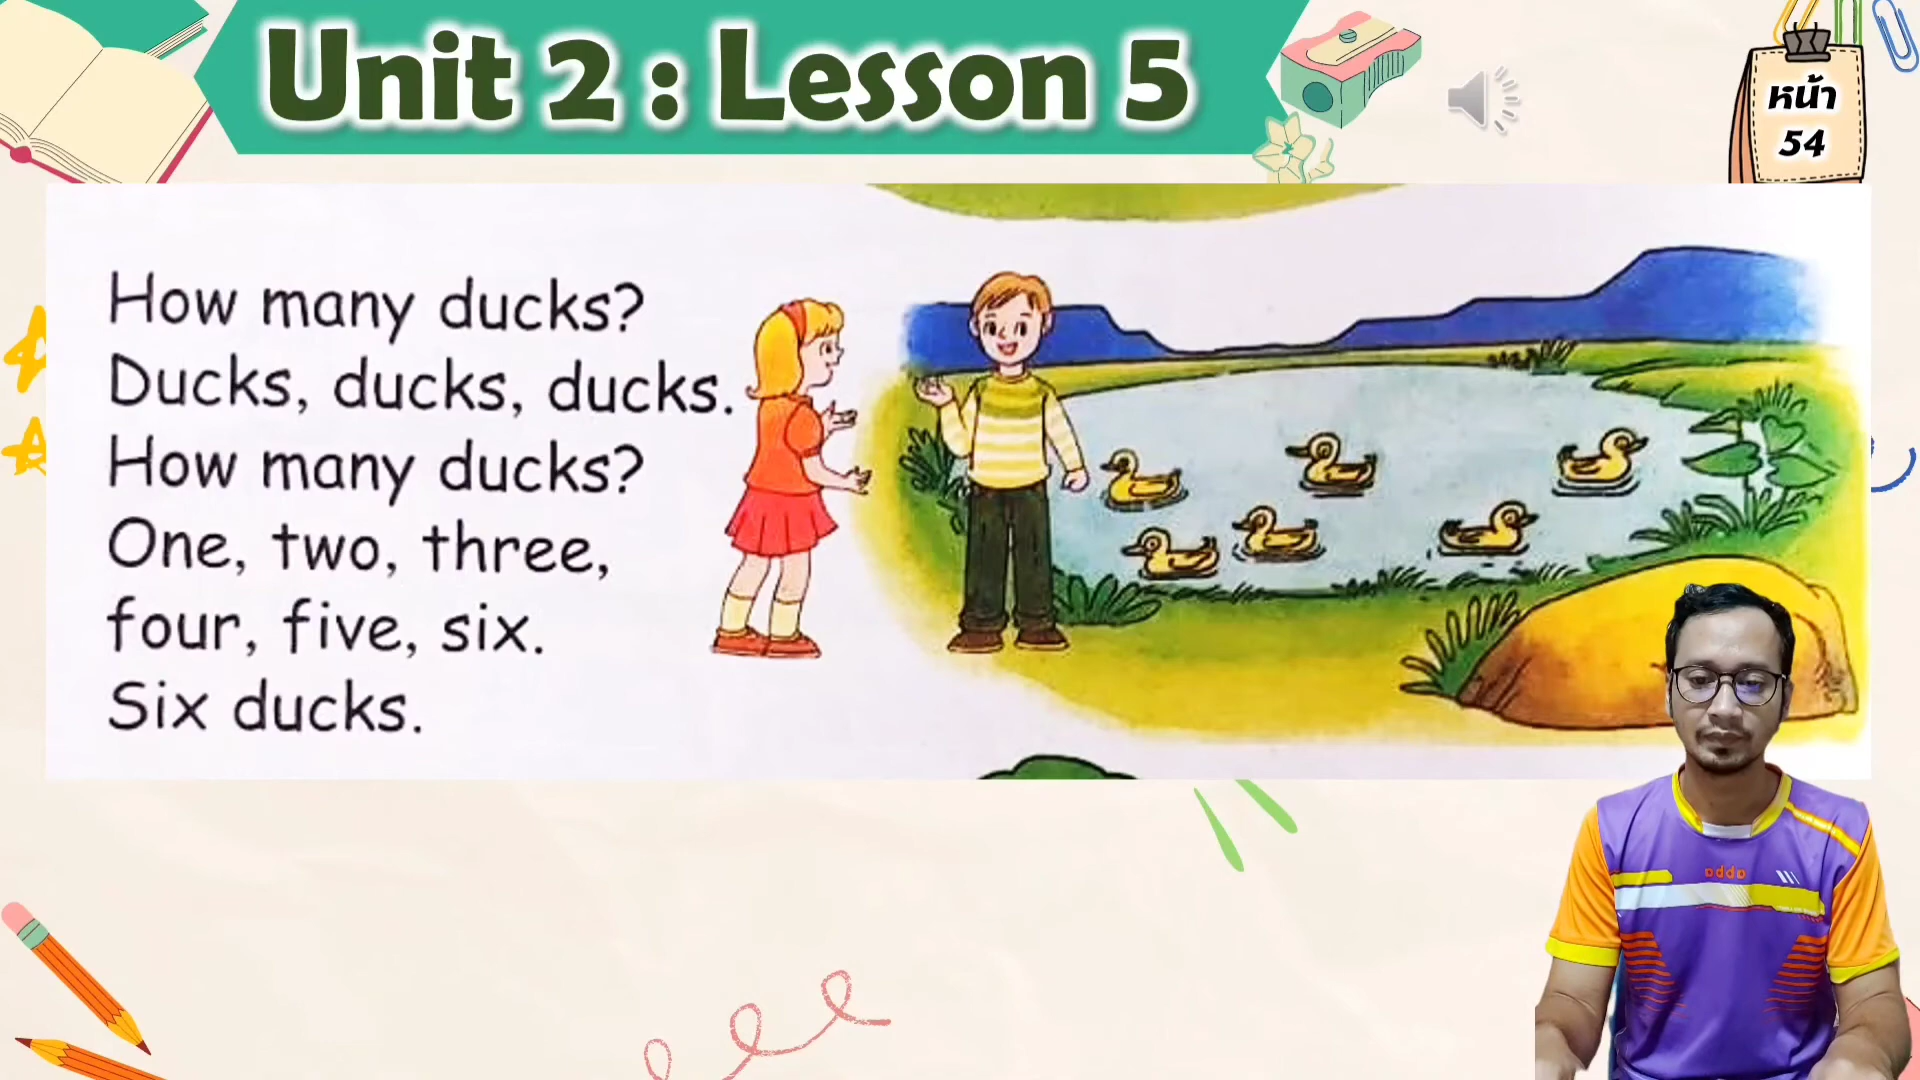 Unit 2 : Lesson 5
หน้า
54
How many ducks?
Ducks, ducks, ducks.
How many ducks?
One, two, three,
four, five, six.
Six ducks.